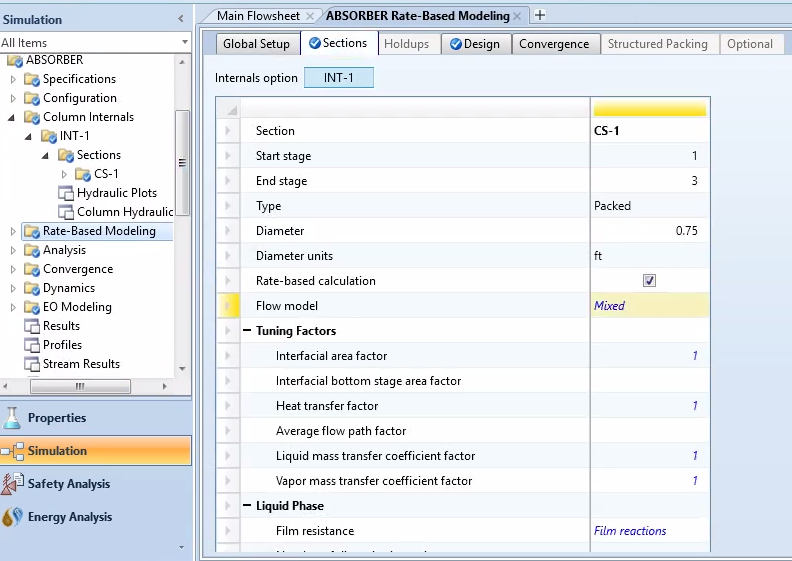 Simulation
All Items
ABSORBER
Specifications
Configuration
Column Internals
INT-1
Sections
CS-1
Hydraulic Plots
Column Hydraulic
Rate-Based Modeling
Analysis
Convergence
Dynamics
EO Modeling
Results
Profiles
Stream Results
Properties
Simulation
Safety Analysis
Energy Analysis
Main Flowsheet ABSORBER Rate-Based Modeling
Global Setup Sections Holdups Design Convergence Structured Packing Optional
Internals option INT-1
Section CS-1
Start stage 1
End stage 3
Type Packed
Diameter 0.75
Diameter units ft
Rate-based calculation
Flow model Mixed
Tuning Factors
Interfacial area factor 1
Interfacial bottom stage area factor
Heat transfer factor 1
Average flow path factor
Liquid mass transfer coefficient factor 1
Vapor mass transfer coefficient factor 1
Liquid Phase
Film resistance Film reactions